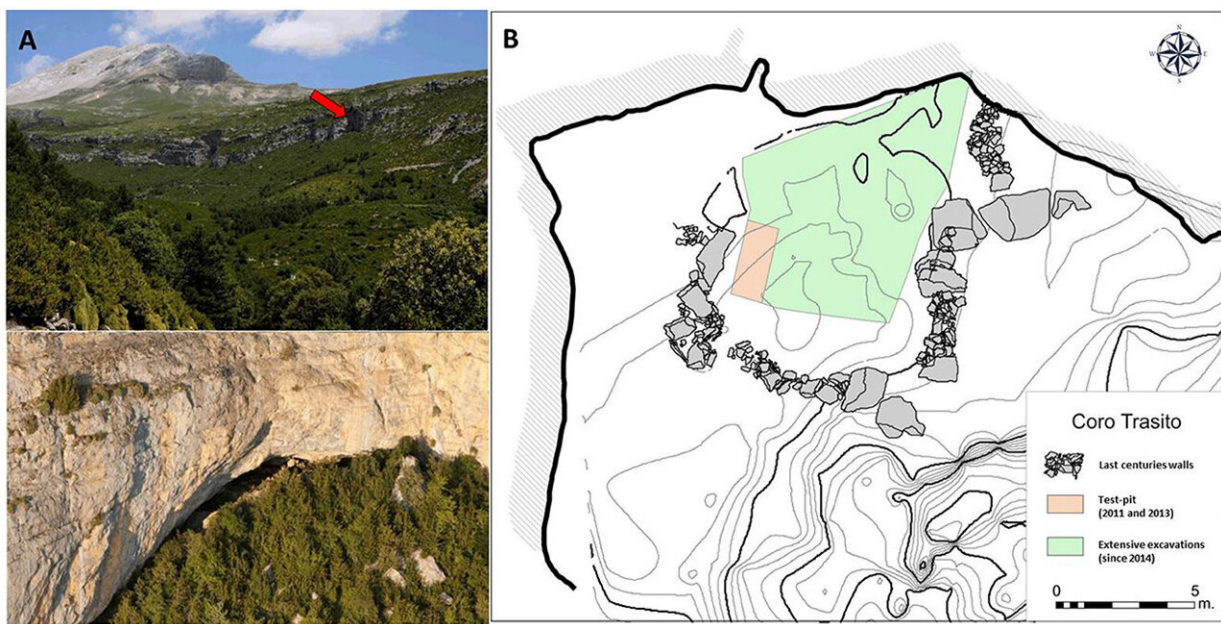 A
B
N
W
E
S
Coro Trasito
Last centuries walls
Test-pit
(2011 and 2013)
Extensive excavations
(since 2014)
0
5
m.